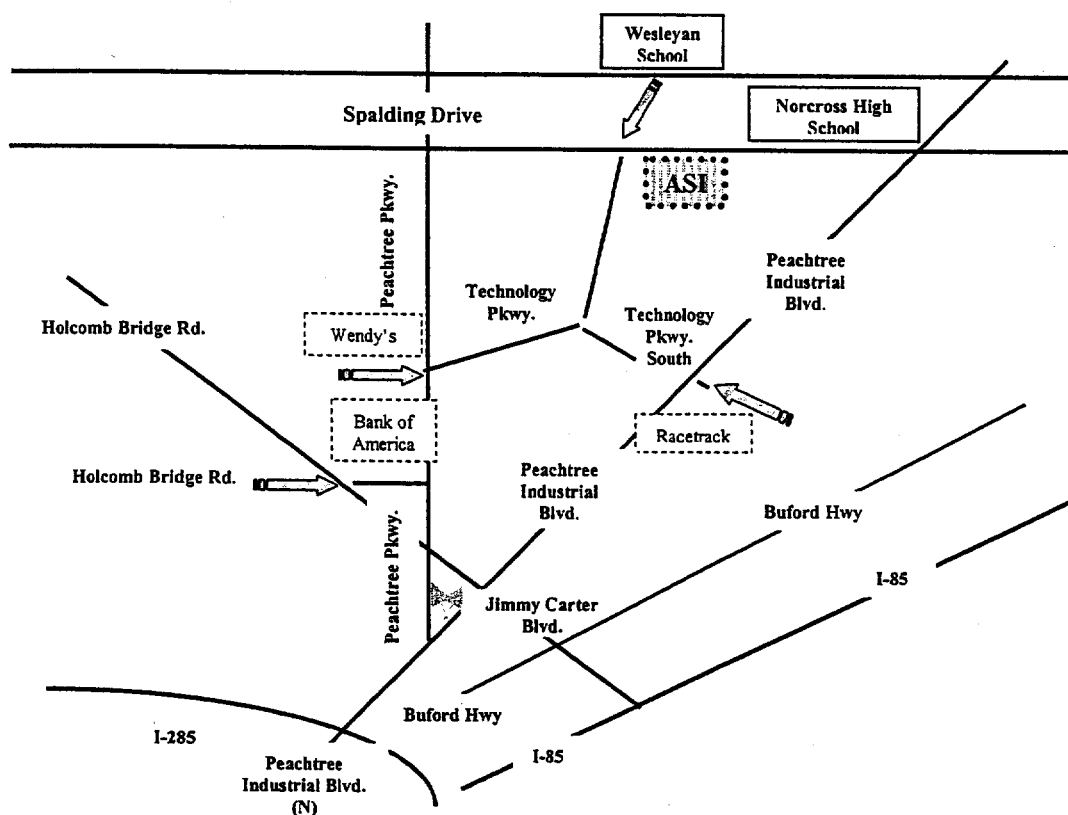 Wesleyan
School
Norcross High
School
Spalding Drive
ASI
Peachtree Pkwy.
Peachtree
Industrial
Blvd.
Technology
Pkwy.
Technology
Pkwy.
South
Holcomb Bridge Rd.
Wendy's
Bank of
America
Racetrack
Holcomb Bridge Rd.
Peachtree
Industrial
Blvd.
Buford Hwy
Peachtree Pkwy.
I-85
Jimmy Carter
Blvd.
Buford Hwy
I-285
I-85
Peachtree
Industrial Blvd.
(N)